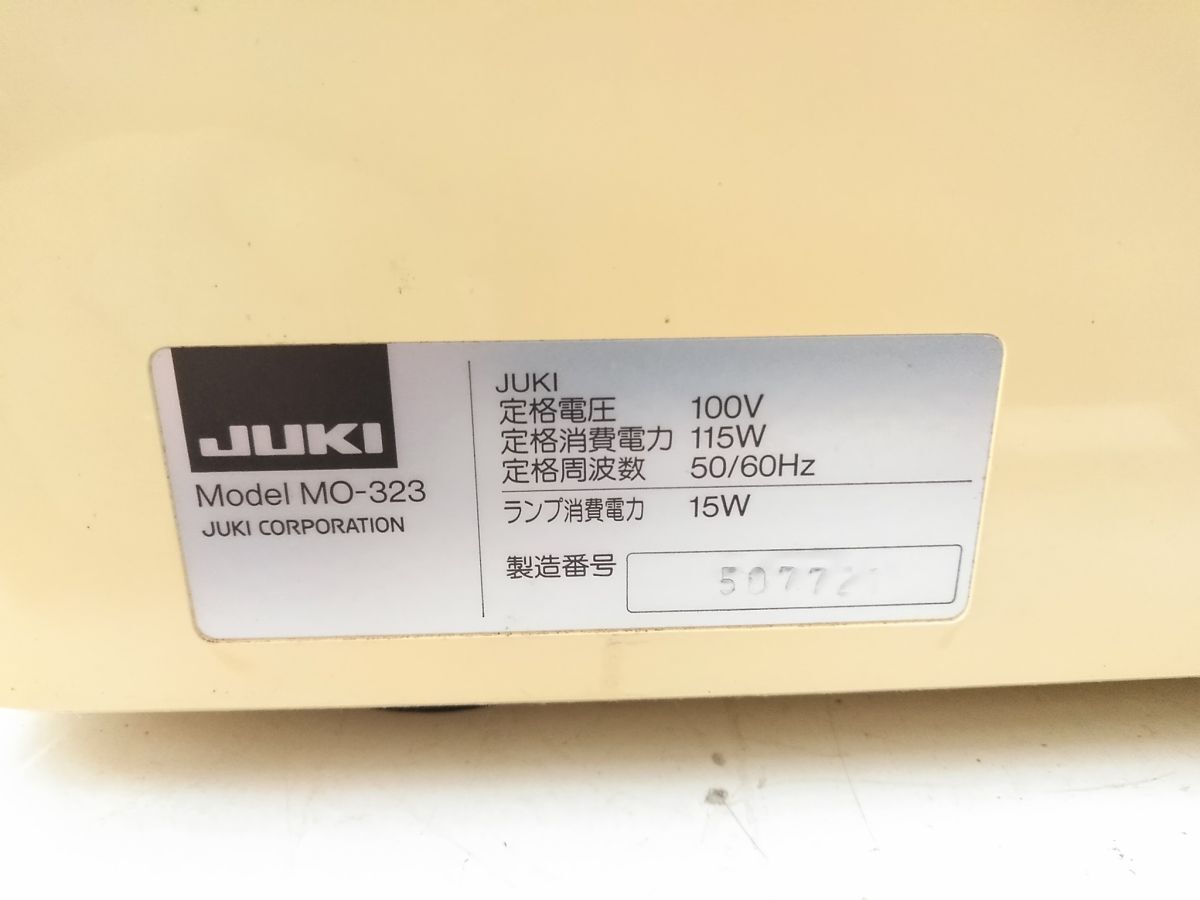 JUKI
Model MO-323
JUKI CORPORATION
JUKI
定格電圧 100V
定格消費電力 115W
定格周波数 50/60Hz
ランプ消費電力 15W
製造番号